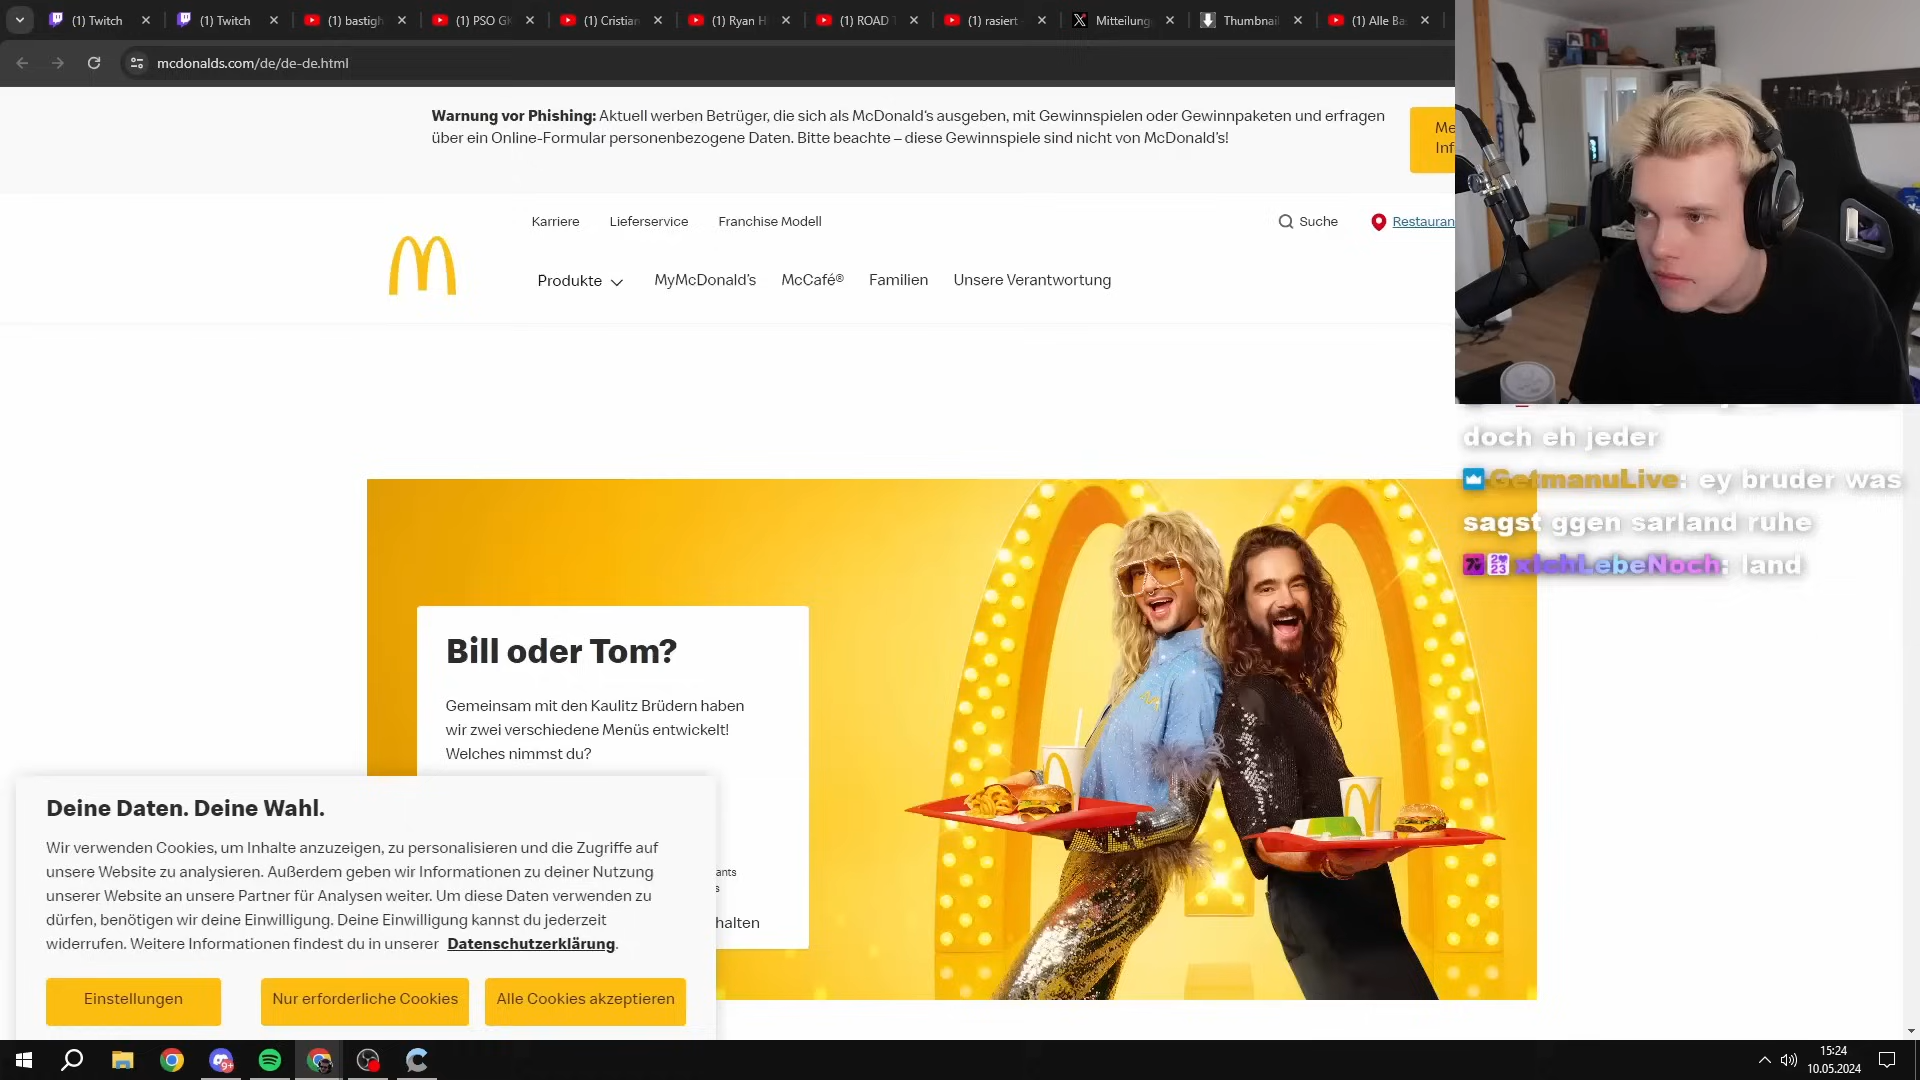 (1) Twitch
(1) Twitch
(1) bastigh
(1) PSO G
(1) Cristian
(1) Ryan H
(1) ROAD
(1) rasiert
Mitteilung
Thumbnail
(1) Alle Ba
mcdonalds.com/de/de-de.html
Warnung vor Phishing: Aktuell werben Betrüger, die sich als McDonald's ausgeben, mit Gewinnspielen oder Gewinnpaketen und erfragen
über ein Online-Formular personenbezogene Daten. Bitte beachte – diese Gewinnspiele sind nicht von McDonald's!
Me
Inf
Karriere Lieferservice Franchise Modell
Suche
Restauran
Produkte MyMcDonald's McCafé® Familien Unsere Verantwortung
doch eh jeder
GetmanuLive: ey bruder was
sagst ggen sarland ruhe
xIchLebeNoch: land
Bill oder Tom?
Gemeinsam mit den Kaulitz Brüdern haben
wir zwei verschiedene Menüs entwickelt!
Welches nimmst du?
ants
s
halten
Deine Daten. Deine Wahl.
Wir verwenden Cookies, um Inhalte anzuzeigen, zu personalisieren und die Zugriffe auf
unsere Website zu analysieren. Außerdem geben wir Informationen zu deiner Nutzung
unserer Website an unsere Partner für Analysen weiter. Um diese Daten verwenden zu
dürfen, benötigen wir deine Einwilligung. Deine Einwilligung kannst du jederzeit
widerrufen. Weitere Informationen findest du in unserer Datenschutzerklärung.
Einstellungen
Nur erforderliche Cookies
Alle Cookies akzeptieren
9+
15:24
10.05.2024